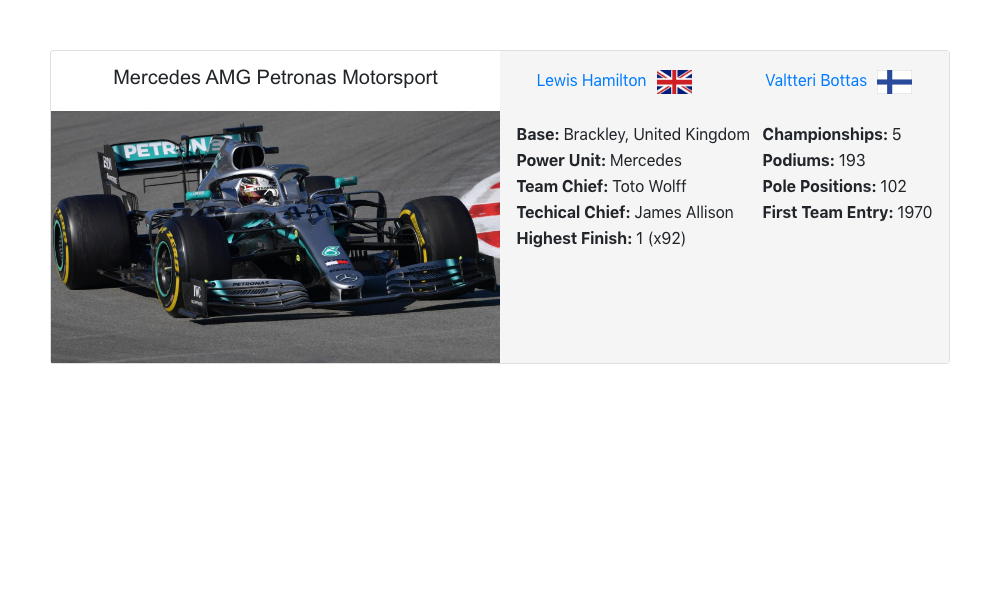 Mercedes AMG Petronas Motorsport
Lewis Hamilton
Valtteri Bottas
Base: Brackley, United Kingdom
Power Unit: Mercedes
Team Chief: Toto Wolff
Techical Chief: James Allison
Highest Finish: 1 (x92)
Championships: 5
Podiums: 193
Pole Positions: 102
First Team Entry: 1970
PETRONAS
PETRONAS
IWC